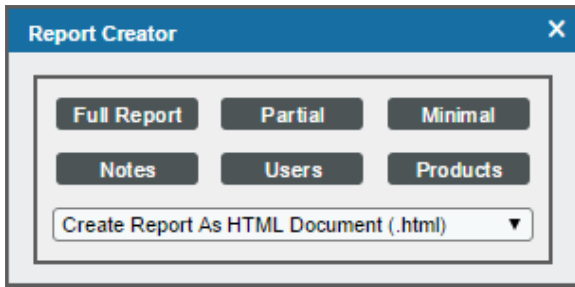 Report Creator
Full Report Partial Minimal
Notes Users Products
Create Report As HTML Document (.html)